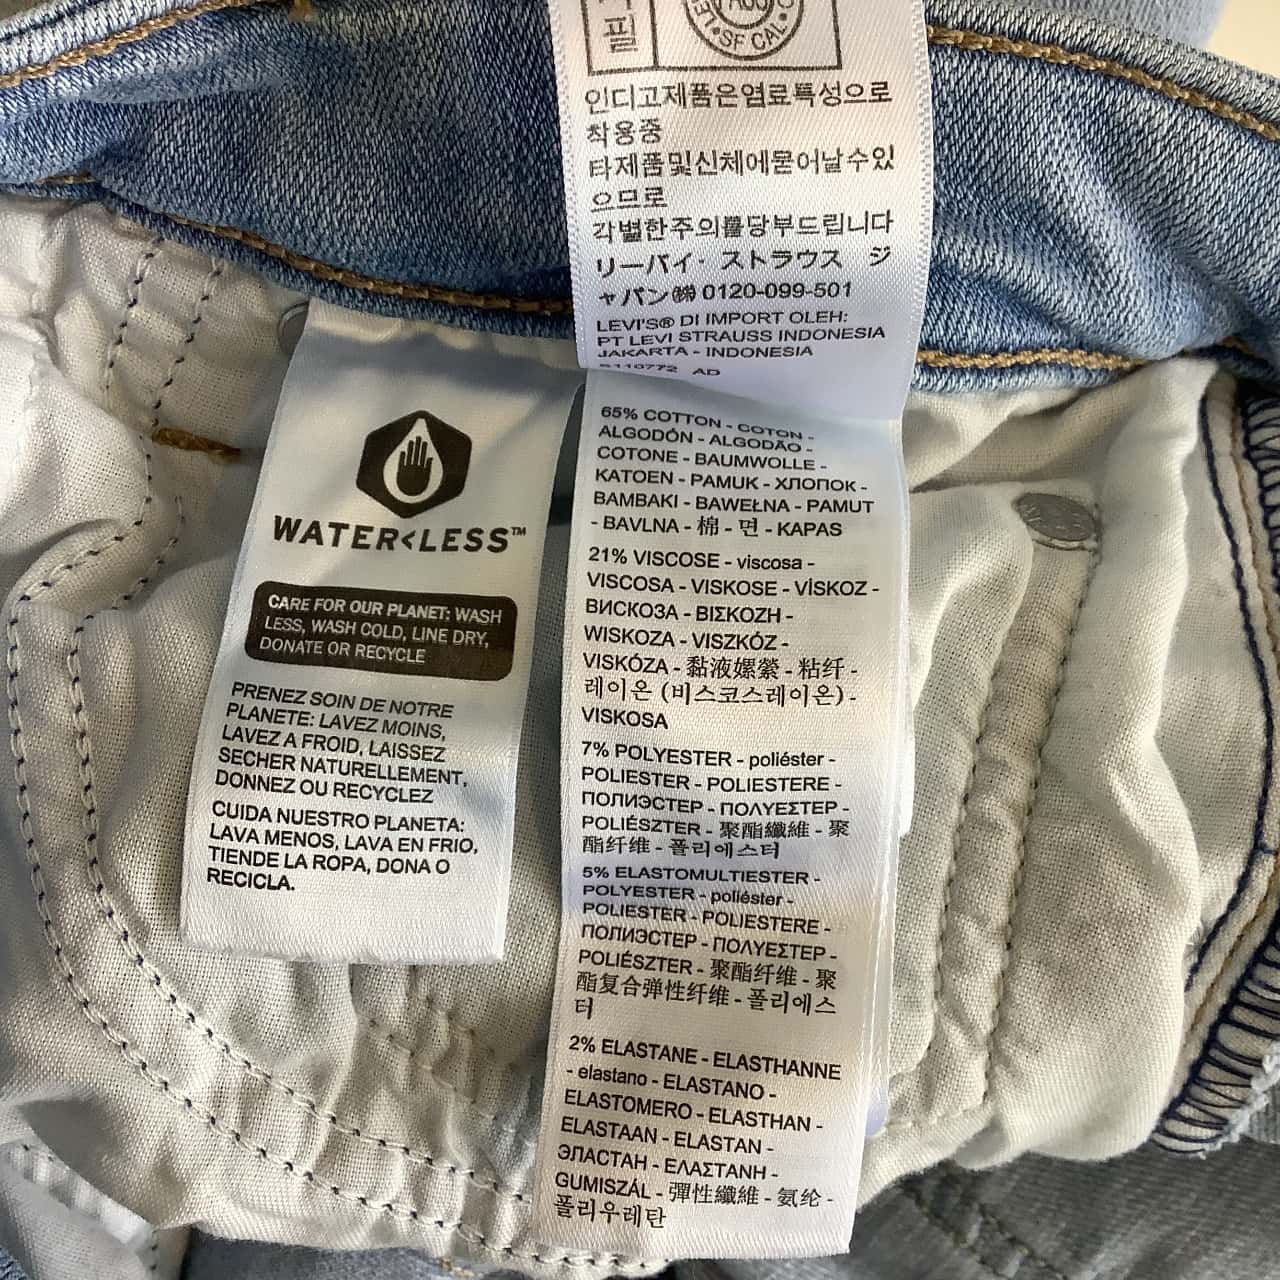 필
SF CAL
인디고제품은염료특성으로
착용중
타제품및신체에묻어날수있
으므로
각별한주의를당부드립니다
リーバイ・ストラウス ジ
ャパン㈱ 0120-099-501
LEVI'S® DI IMPORT OLEH:
PT LEVI STRAUSS INDONESIA
JAKARTA - INDONESIA
AD
WATER<LESS™
CARE FOR OUR PLANET: WASH
LESS, WASH COLD, LINE DRY,
DONATE OR RECYCLE
PRENEZ SOIN DE NOTRE
PLANETE: LAVEZ MOINS,
LAVEZ A FROID, LAISSEZ
SECHER NATURELLEMENT,
DONNEZ OU RECYCLEZ
CUIDA NUESTRO PLANETA:
LAVA MENOS, LAVA EN FRIO,
TIENDE LA ROPA, DONA O
RECICLA.
65% COTTON - COTON -
ALGODÓN - ALGODÃO -
COTONE - BAUMWOLLE -
KATOEN - PAMUK - ХЛОПОК -
BAMBAKI - BAWEŁNA - PAMUT
- BAVLNA - 棉 - 면 - KAPAS
21% VISCOSE - viscosa -
VISCOSA - VISKOSE - VİSKOZ -
ВИСКОЗА - ΒΙΣΚΟΖΗ -
WISKOZA - VISZKÓZ -
VISKÓZA - 黏液嫘縈 - 粘纤 -
레이온 (비스코스레이온) -
VISKOSA
7% POLYESTER - poliéster -
POLIESTER - POLIESTERE -
ПОЛИЭСТЕР - ΠΟΛΥΕΣΤΕΡ -
POLIÉSZTER - 聚酯纖維 - 聚
酯纤维 - 폴리에스터
5% ELASTOMULTIESTER -
POLYESTER - poliéster -
POLIESTER - POLIESTERE -
ПОЛИЭСТЕР - ΠΟΛΥΕΣΤΕΡ -
POLIÉSZTER - 聚酯纤维 - 聚
酯复合弹性纤维 - 폴리에스
터
2% ELASTANE - ELASTHANNE
- elastano - ELASTANO -
ELASTOMERO - ELASTHAN -
ELASTAAN - ELASTAN -
ЭЛАСТАН - ΕΛΑΣΤΑΝΗ -
GUMISZÁL - 彈性纖維 - 氨纶 -
폴리우레탄